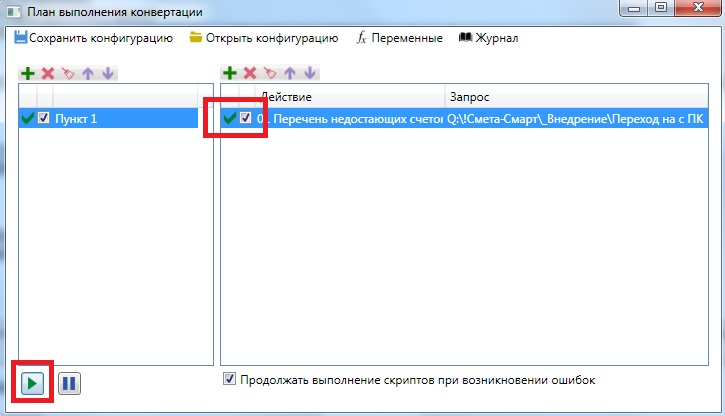 План выполнения конвертации
Сохранить конфигурацию Открыть конфигурацию fx Переменные Журнал
Действие Запрос
Пункт 1
Перечень недостающих счетов Q:\!Смета-Смарт\_Внедрение\Переход на с ПК
Продолжать выполнение скриптов при возникновении ошибок